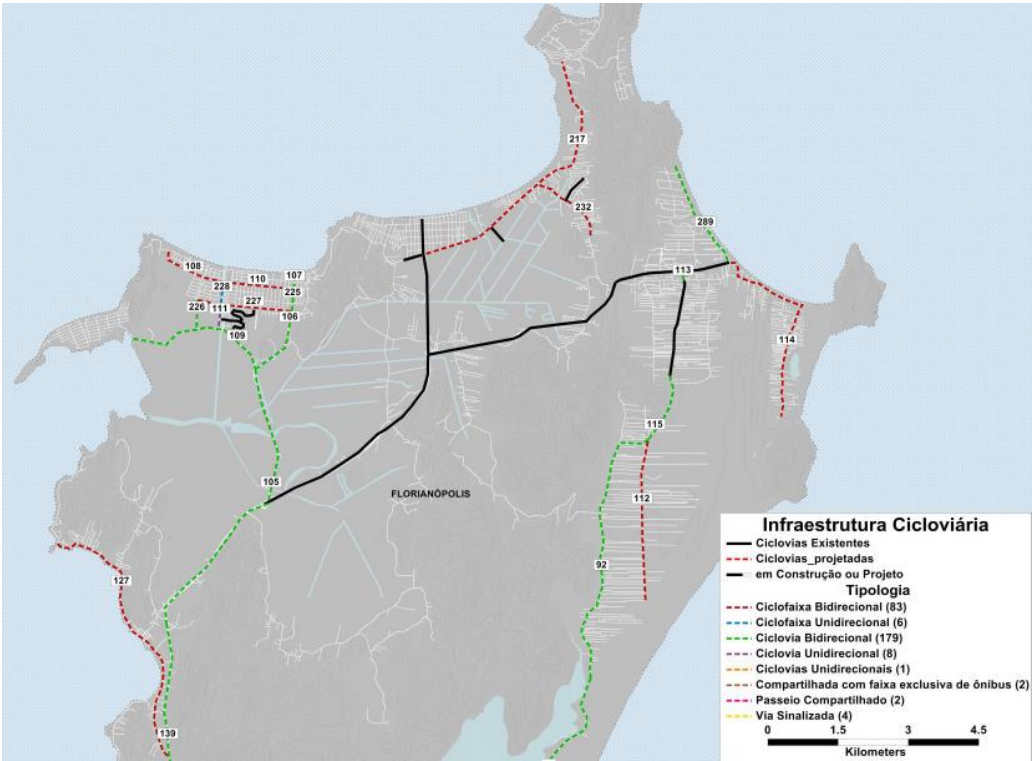 217
232
289
108
110
107
228
225
227
226
111
106
109
113
114
115
105
FLORIANÓPOLIS
112
127
92
139
Infraestrutura Cicloviária
Ciclovias Existentes
Ciclovias_projetadas
em Construção ou Projeto
Tipologia
Ciclofaixa Bidirecional (83)
Ciclofaixa Unidirecional (6)
Ciclovia Bidirecional (179)
Ciclovia Unidirecional (8)
Ciclovias Unidirecionais (1)
Compartilhada com faixa exclusiva de ônibus (2)
Passeio Compartilhado (2)
Via Sinalizada (4)
0 1.5 3 4.5
Kilometers